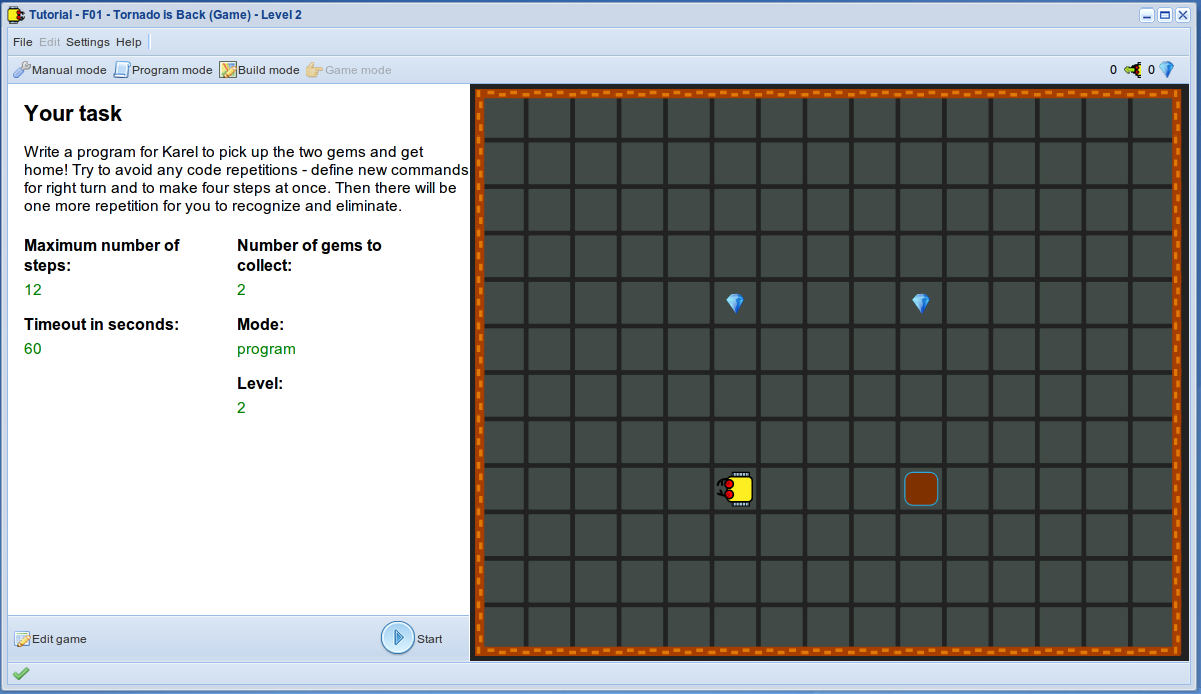 Tutorial - F01 - Tornado is Back (Game) - Level 2
File Edit Settings Help
Manual mode Program mode Build mode Game mode 0 0
Your task
Write a program for Karel to pick up the two gems and get
home! Try to avoid any code repetitions - define new commands
for right turn and to make four steps at once. Then there will be
one more repetition for you to recognize and eliminate.
Maximum number of
steps:
12
Number of gems to
collect:
2
Timeout in seconds:
60
Mode:
program
Level:
2
Edit game Start